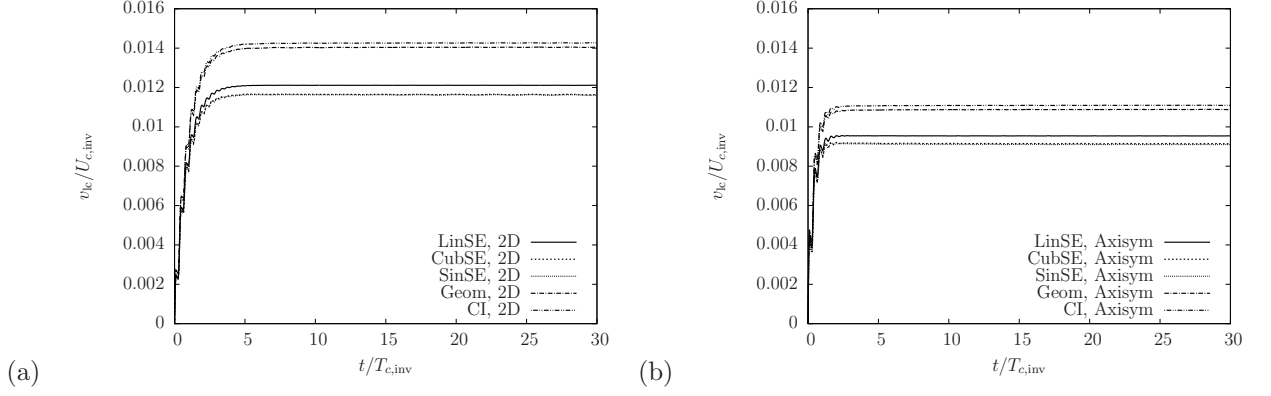 0.016
0.014
0.012
0.01
0.008
0.006
0.004
0.002
0
v_lc/U_c,inv
LinSE, 2D
CubSE, 2D
SinSE, 2D
Geom, 2D
CI, 2D
0 5 10 15 20 25 30
t/T_c,inv
(a)
0.016
0.014
0.012
0.01
0.008
0.006
0.004
0.002
0
v_lc/U_c,inv
LinSE, Axisym
CubSE, Axisym
SinSE, Axisym
Geom, Axisym
CI, Axisym
0 5 10 15 20 25 30
t/T_c,inv
(b)